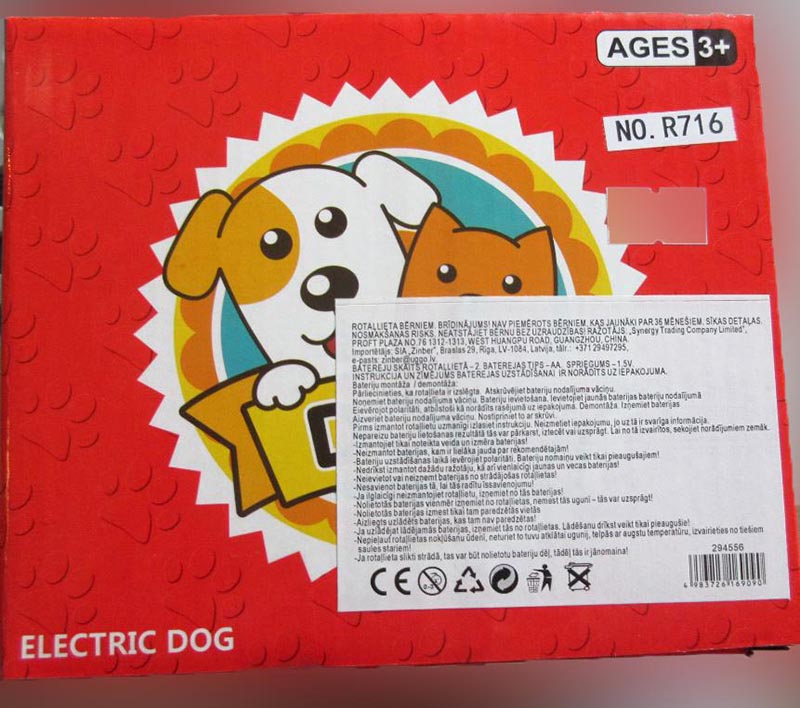 AGES 3+
NO. R716
ROTAĻLIETA BĒRNIEM. BRĪDINĀJUMS! NAV PIEMĒROTS BĒRNIEM, KAS JAUNĀKI PAR 36 MĒNEŠIEM. SĪKAS DETAĻAS.
NOSMAKŠANAS RISKS. NEATSTĀJIET BĒRNU BEZ UZRAUDZĪBAS! RAŽOTĀJS: „Synergy Trading Company Limited",
PROFT PLAZA NO.76 1312-1313, WEST HUANGPU ROAD, GUANGZHOU, CHINA.
Importētājs: SIA „Zinber", Braslas 29, Rīga, LV-1084, Latvija, tālr.: +371 29497295,
e-pasts: zinber@uggo.lv
BATEREJU SKAITS ROTAĻLIETĀ – 2. BATEREJAS TIPS – AA. SPRIEGUMS – 1.5V.
INSTRUKCIJA UN ZĪMĒJUMS BATEREJAS UZSTĀDĪŠANAI IR NORĀDĪTS UZ IEPAKOJUMA.
Bateriju montāža / demontāža:
Pārliecinieties, ka rotaļlieta ir izslēgta. Atskrūvējiet bateriju nodalījuma vāciņu.
Noņemiet bateriju nodalījuma vāciņu. Bateriju ievietošana. Ievietojiet jaunās baterijas bateriju nodalījumā
Eievērojot polaritāti, atbilstoši kā norādīts rasējumā uz iepakojuma. Demontāža. Izņemiet baterijas
Aizveriet bateriju nodalījuma vāciņu. Nostipriniet to ar skrūvi.
Pirms izmantot rotaļlietu uzmanīgi izlasiet instrukciju. Neizmetiet iepakojumu, jo uz tā ir svarīga informācija.
Nepareizu bateriju lietošanas rezultātā tās var pārkarst, iztecēt vai uzsprāgt. Lai no tā izvairītos, sekojiet norādījumiem zemāk.
-Izmantojiet tikai noteikta veida un izmēra baterijas!
-Neizmantot baterijas, kam ir lielāka jauda par rekomendētajām!
-Bateriju uzstādīšanas laikā ievērojiet polaritāti. Bateriju nomaiņu veikt tikai pieaugušajiem!
-Nedrīkst izmantot dažādu ražotāju, kā arī vienlaicīgi jaunas un vecas baterijas!
-Neievietot vai neizņemt baterijas no strādājošas rotaļlietas!
-Nesavienot baterijas tā, lai tās radītu īssavienojumu!
-Ja ilglaicīgi neizmantojiet rotaļlietu, izņemiet no tās baterijas!
-Nolietotās baterijas vienmēr izņemiet no rotaļlietas, nemest tās ugunī – tās var uzsprāgt!
-Nolietotās baterijas izmest tikai tam paredzētās vietās
-Aizliegts uzlādēts baterijas, kas tam nav paredzētas!
-Ja uzlādējat lādējamās baterijas, izņemiet tās no rotaļlietas. Lādēšanu drīkst veikt tikai pieaugušie!
-Nepieļaut rotaļlietas nokļūšanu ūdenī, neturiet to tuvu atklātai ugunij, telpās ar augstu temperatūru, izvairieties no tiešiem
saules stariem!
-Ja rotaļlieta slikti strādā, tas var būt nolietotu bateriju dēļ, tādēļ tās ir jānomaina!
CE 0-3
294556
4 983726 169090
ELECTRIC DOG